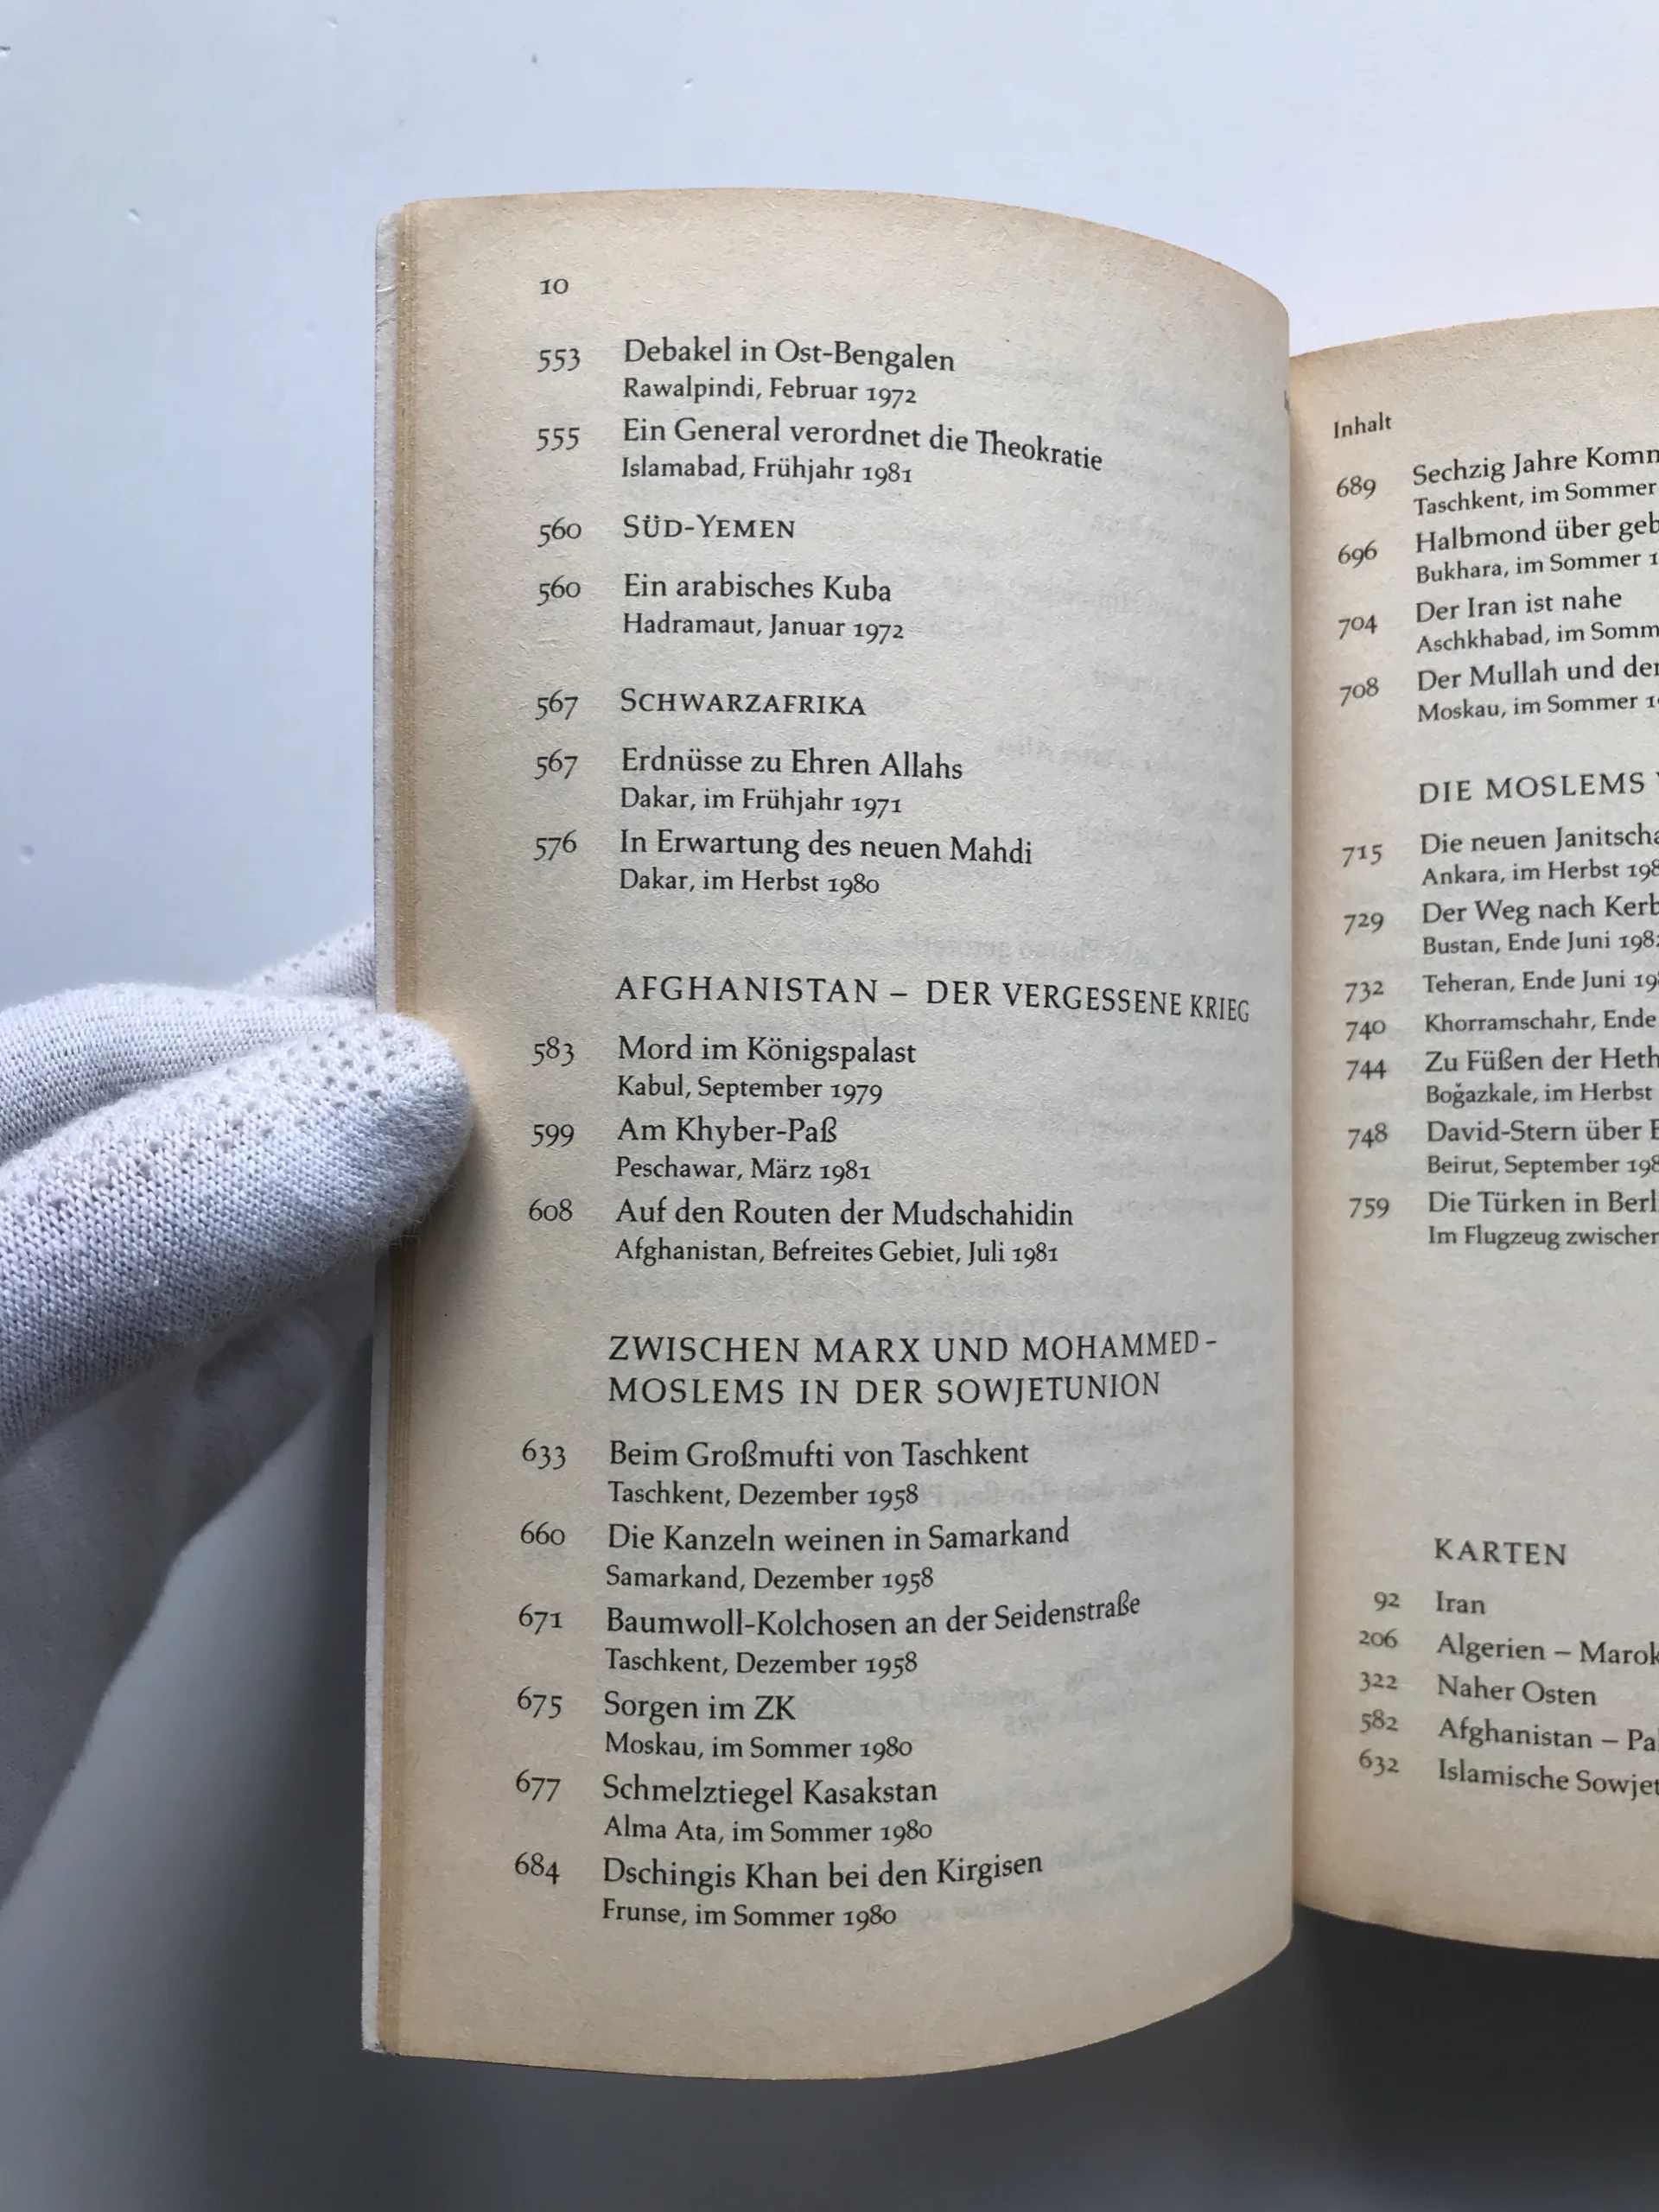 10
553 Debakel in Ost-Bengalen
Rawalpindi, Februar 1972
555 Ein General verordnet die Theokratie
Islamabad, Frühjahr 1981
560 SÜD-YEMEN
560 Ein arabisches Kuba
Hadramaut, Januar 1972
567 SCHWARZAFRIKA
567 Erdnüsse zu Ehren Allahs
Dakar, im Frühjahr 1971
576 In Erwartung des neuen Mahdi
Dakar, im Herbst 1980
AFGHANISTAN – DER VERGESSENE KRIEG
583 Mord im Königspalast
Kabul, September 1979
599 Am Khyber-Paß
Peschawar, März 1981
608 Auf den Routen der Mudschahidin
Afghanistan, Befreites Gebiet, Juli 1981
ZWISCHEN MARX UND MOHAMMED –
MOSLEMS IN DER SOWJETUNION
633 Beim Großmufti von Taschkent
Taschkent, Dezember 1958
660 Die Kanzeln weinen in Samarkand
Samarkand, Dezember 1958
671 Baumwoll-Kolchosen an der Seidenstraße
Taschkent, Dezember 1958
675 Sorgen im ZK
Moskau, im Sommer 1980
677 Schmelztiegel Kasakstan
Alma Ata, im Sommer 1980
684 Dschingis Khan bei den Kirgisen
Frunse, im Sommer 1980
Inhalt
689 Sechzig Jahre
Taschkent, im Sommer
696 Halbmond über
Bukhara, im Sommer
704 Der Iran ist nahe
Aschkhabad, im
708 Der Mullah und
Moskau, im Sommer
DIE MOSLEMS
715 Die neuen
Ankara, im Herbst
729 Der Weg nach
Bustan, Ende Juni
732 Teheran, Ende Juni
740 Khorramschahr, Ende
744 Zu Füßen der
Boğazkale, im Herbst
748 David-Stern über
Beirut, September
759 Die Türken in
Im Flugzeug
KARTEN
92 Iran
206 Algerien –
322 Naher Osten
582 Afghanistan –
632 Islamische